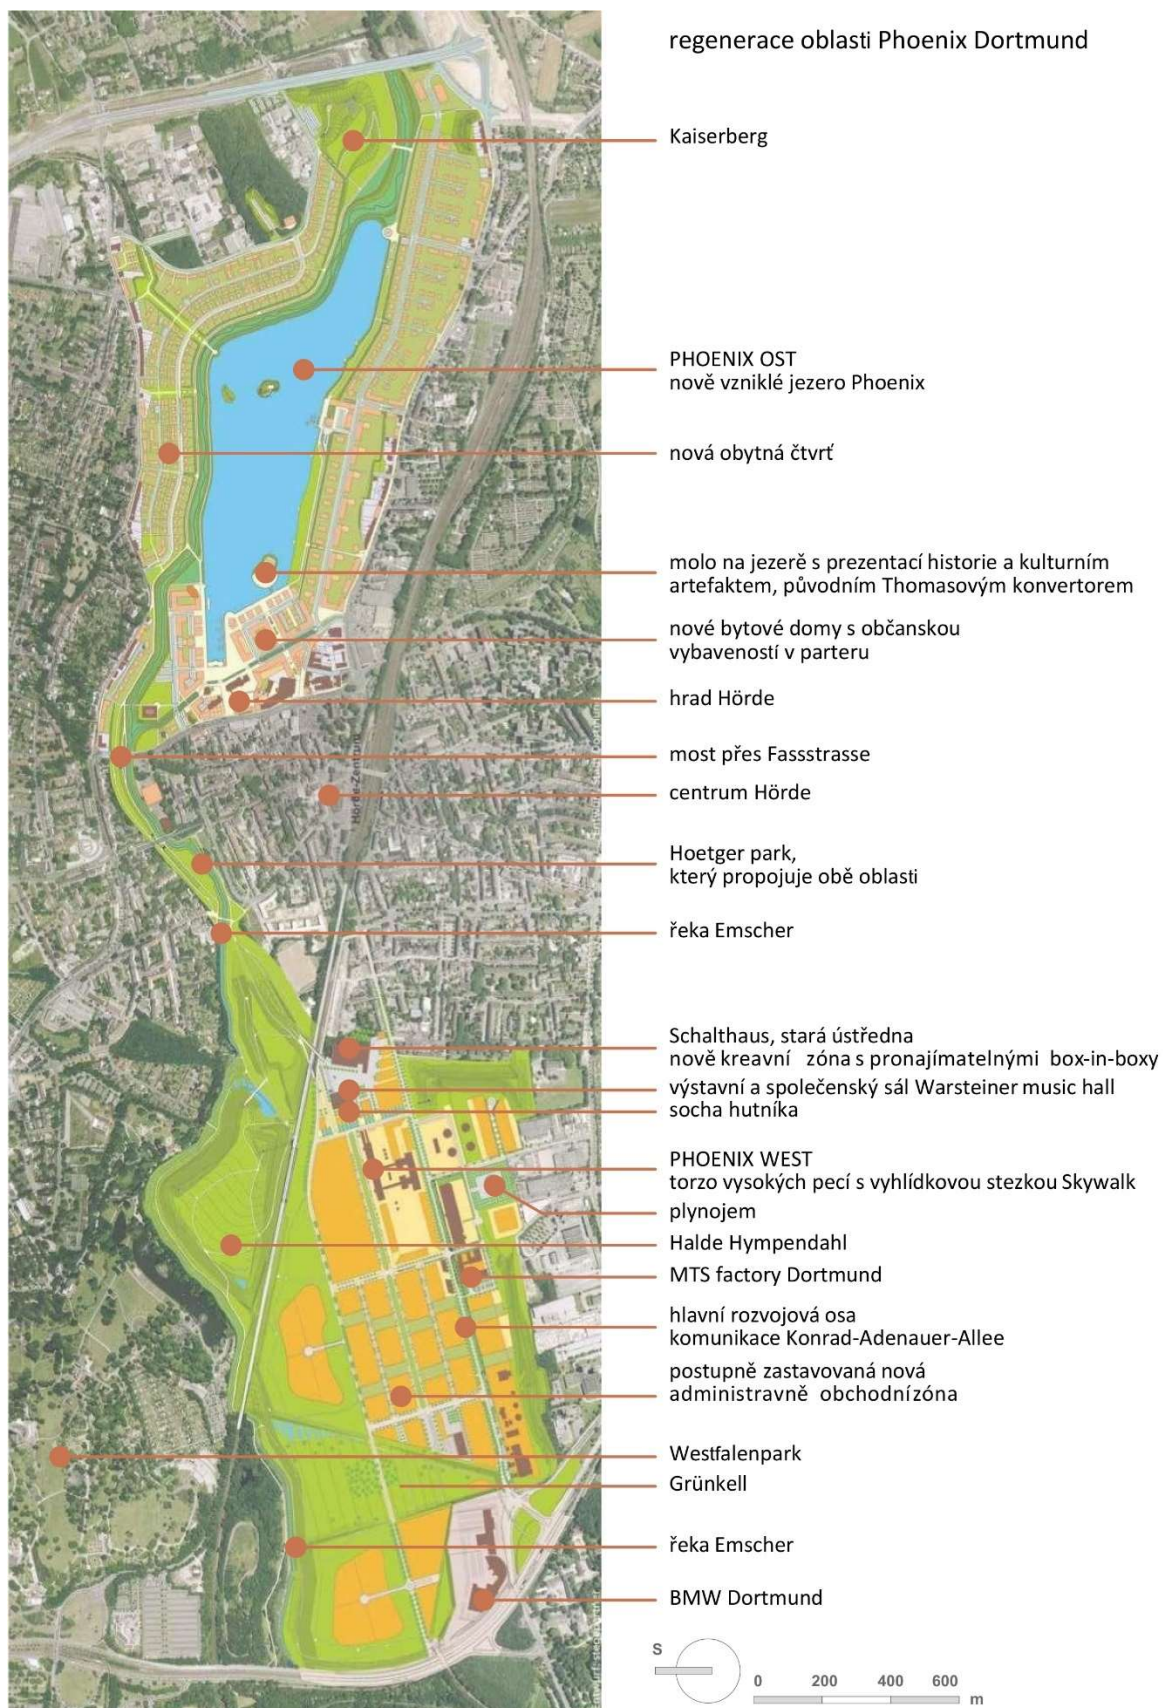 regenerace oblasti Phoenix Dortmund
Kaiserberg
PHOENIX OST
nově vzniklé jezero Phoenix
nová obytná čtvrť
molo na jezerě s prezentací historie a kulturním
artefaktem, původním Thomasovým konvertorem
nové bytové domy s občanskou
vybaveností v parteru
hrad Hörde
most přes Fassstrasse
centrum Hörde
Hörde-Zentrum
Hoetger park,
který propojuje obě oblasti
řeka Emscher
Schalthaus, stará ústředna
nově kreavní zóna s pronajímatelnými box-in-boxy
výstavní a společenský sál Warsteiner music hall
socha hutníka
PHOENIX WEST
torzo vysokých pecí s vyhlídkovou stezkou Skywalk
plynojem
Halde Hympendahl
MTS factory Dortmund
hlavní rozvojová osa
komunikace Konrad-Adenauer-Allee
postupně zastavovaná nová
administravně obchodnízóna
Westfalenpark
Grünkell
řeka Emscher
BMW Dortmund
S
0 200 400 600
m